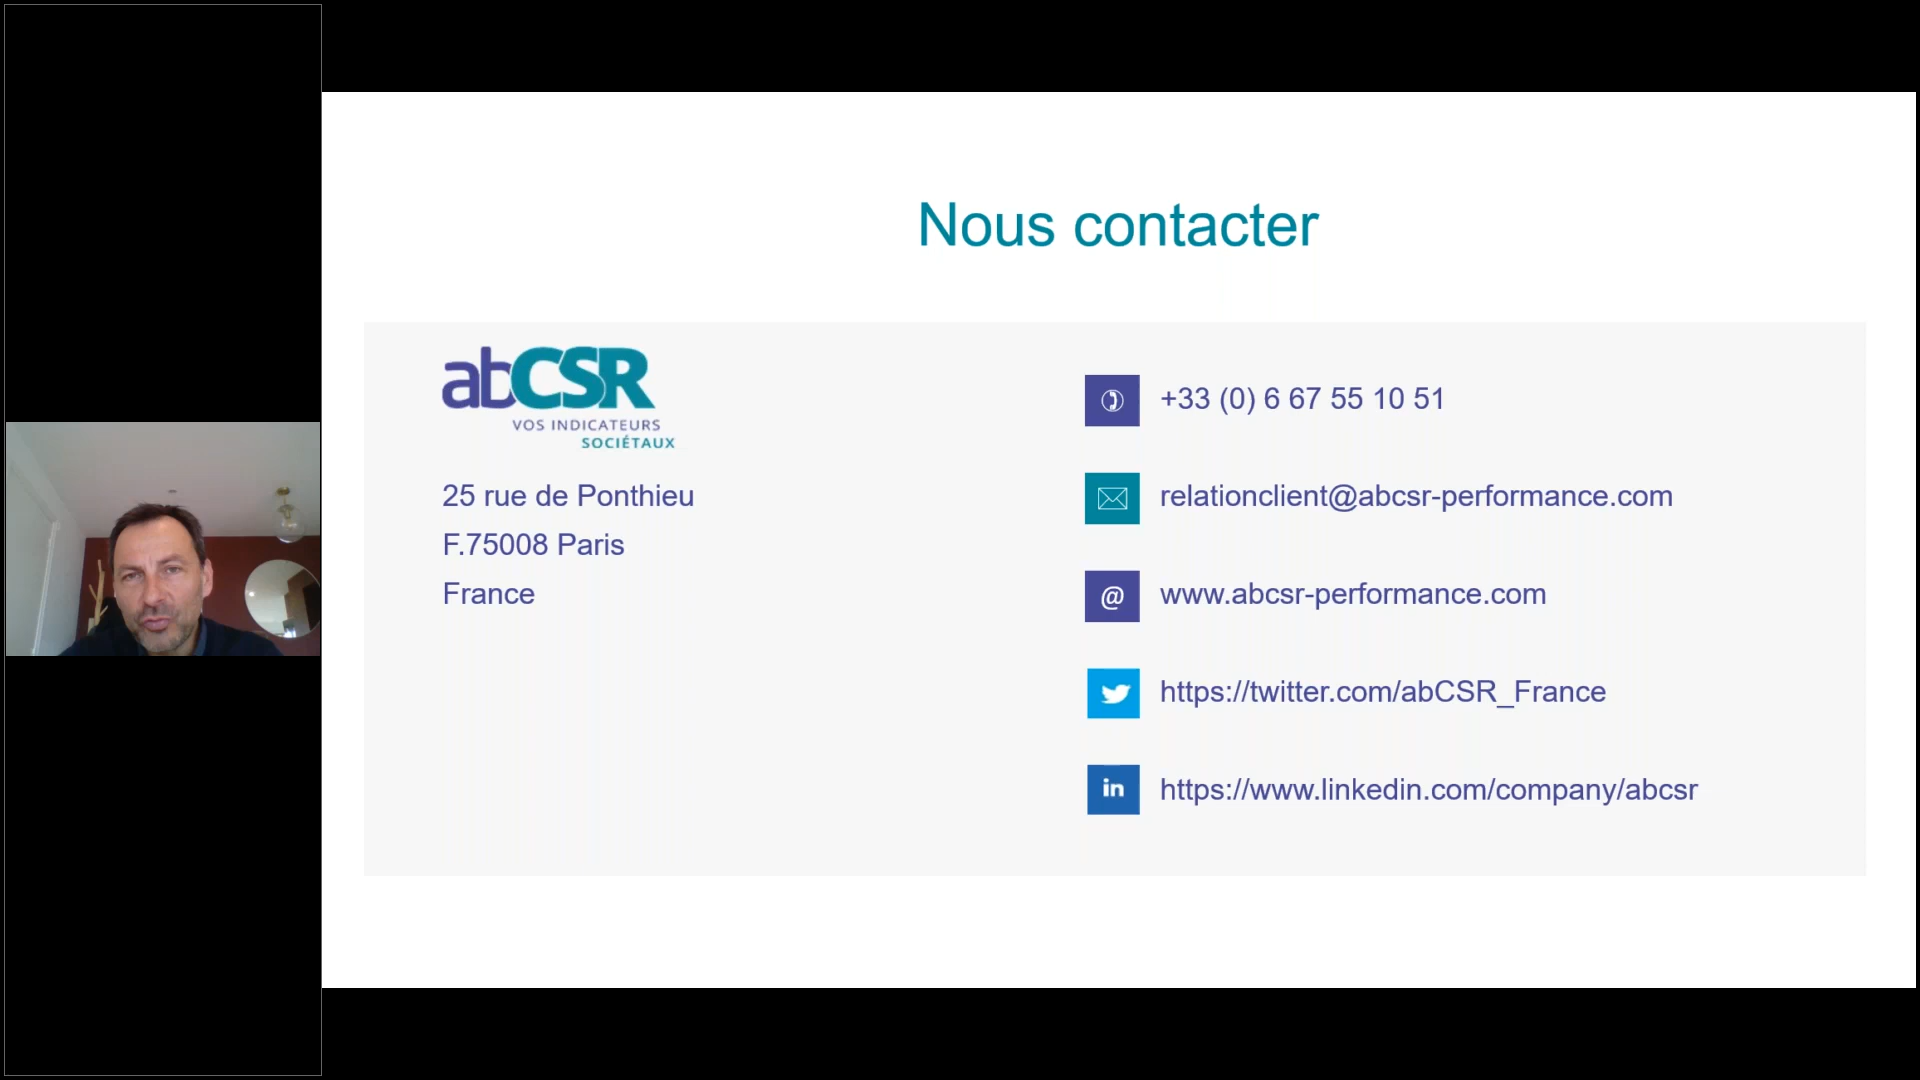 Nous contacter
abCSR
VOS INDICATEURS
SOCIÉTAUX
25 rue de Ponthieu
F.75008 Paris
France
+33 (0) 6 67 55 10 51
relationclient@abcsr-performance.com
@
www.abcsr-performance.com
https://twitter.com/abCSR_France
in
https://www.linkedin.com/company/abcsr